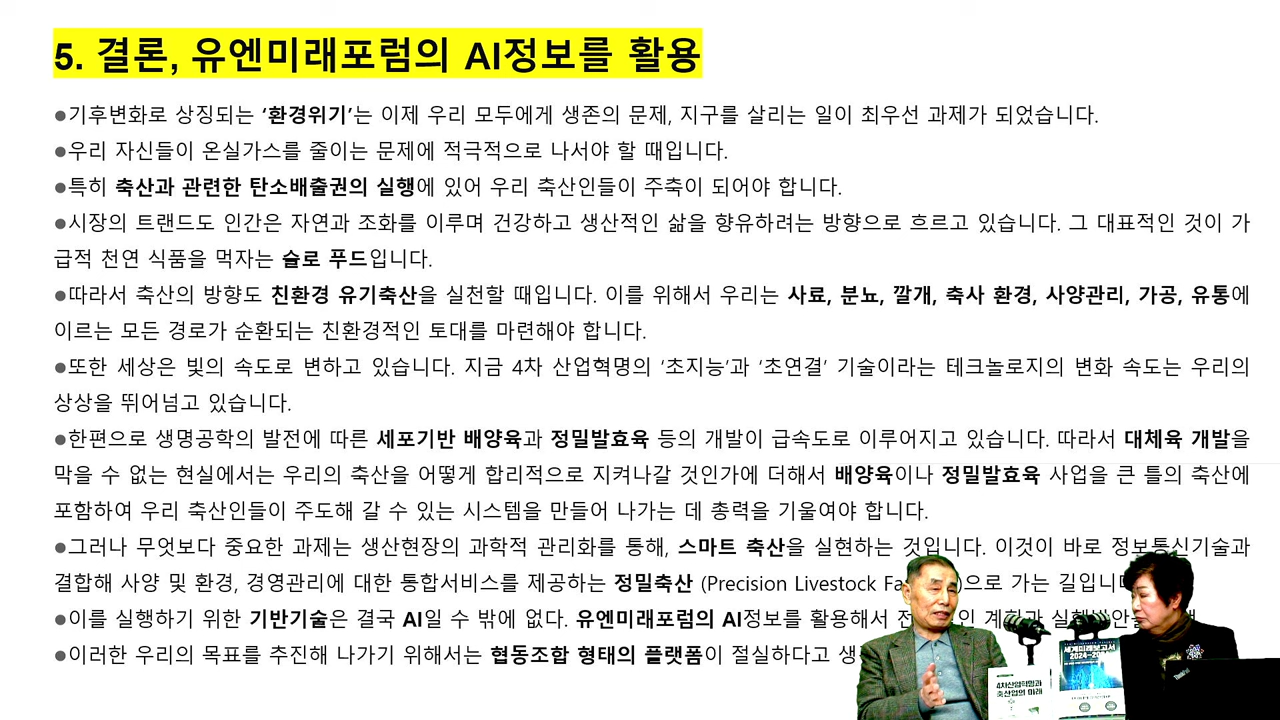 5. 결론, 유엔미래포럼의 AI정보를 활용
●기후변화로 상징되는 ‘환경위기’는 이제 우리 모두에게 생존의 문제, 지구를 살리는 일이 최우선 과제가 되었습니다.
●우리 자신들이 온실가스를 줄이는 문제에 적극적으로 나서야 할 때입니다.
●특히 축산과 관련한 탄소배출권의 실행에 있어 우리 축산인들이 주축이 되어야 합니다.
●시장의 트랜드도 인간은 자연과 조화를 이루며 건강하고 생산적인 삶을 향유하려는 방향으로 흐르고 있습니다. 그 대표적인 것이 가
급적 천연 식품을 먹자는 슬로 푸드입니다.
●따라서 축산의 방향도 친환경 유기축산을 실천할 때입니다. 이를 위해서 우리는 사료, 분뇨, 깔개, 축사 환경, 사양관리, 가공, 유통에
이르는 모든 경로가 순환되는 친환경적인 토대를 마련해야 합니다.
●또한 세상은 빛의 속도로 변하고 있습니다. 지금 4차 산업혁명의 ‘초지능’과 ‘초연결’ 기술이라는 테크놀로지의 변화 속도는 우리의
상상을 뛰어넘고 있습니다.
●한편으로 생명공학의 발전에 따른 세포기반 배양육과 정밀발효육 등의 개발이 급속도로 이루어지고 있습니다. 따라서 대체육 개발을
막을 수 없는 현실에서는 우리의 축산을 어떻게 합리적으로 지켜나갈 것인가에 더해서 배양육이나 정밀발효육 사업을 큰 틀의 축산에
포함하여 우리 축산인들이 주도해 갈 수 있는 시스템을 만들어 나가는 데 총력을 기울여야 합니다.
●그러나 무엇보다 중요한 과제는 생산현장의 과학적 관리화를 통해, 스마트 축산을 실현하는 것입니다. 이것이 바로 정보통신기술과
결합해 사양 및 환경, 경영관리에 대한 통합서비스를 제공하는 정밀축산 (Precision Livestock Fa 으로 가는 길입니다
●이를 실행하기 위한 기반기술은 결국 AI일 수 밖에 없다. 유엔미래포럼의 AI정보를 활용해서
●이러한 우리의 목표를 추진해 나가기 위해서는 협동조합 형태의 플랫폼이 절실하다고
4차산업혁명과
축산업의 미래
세계미래보고서